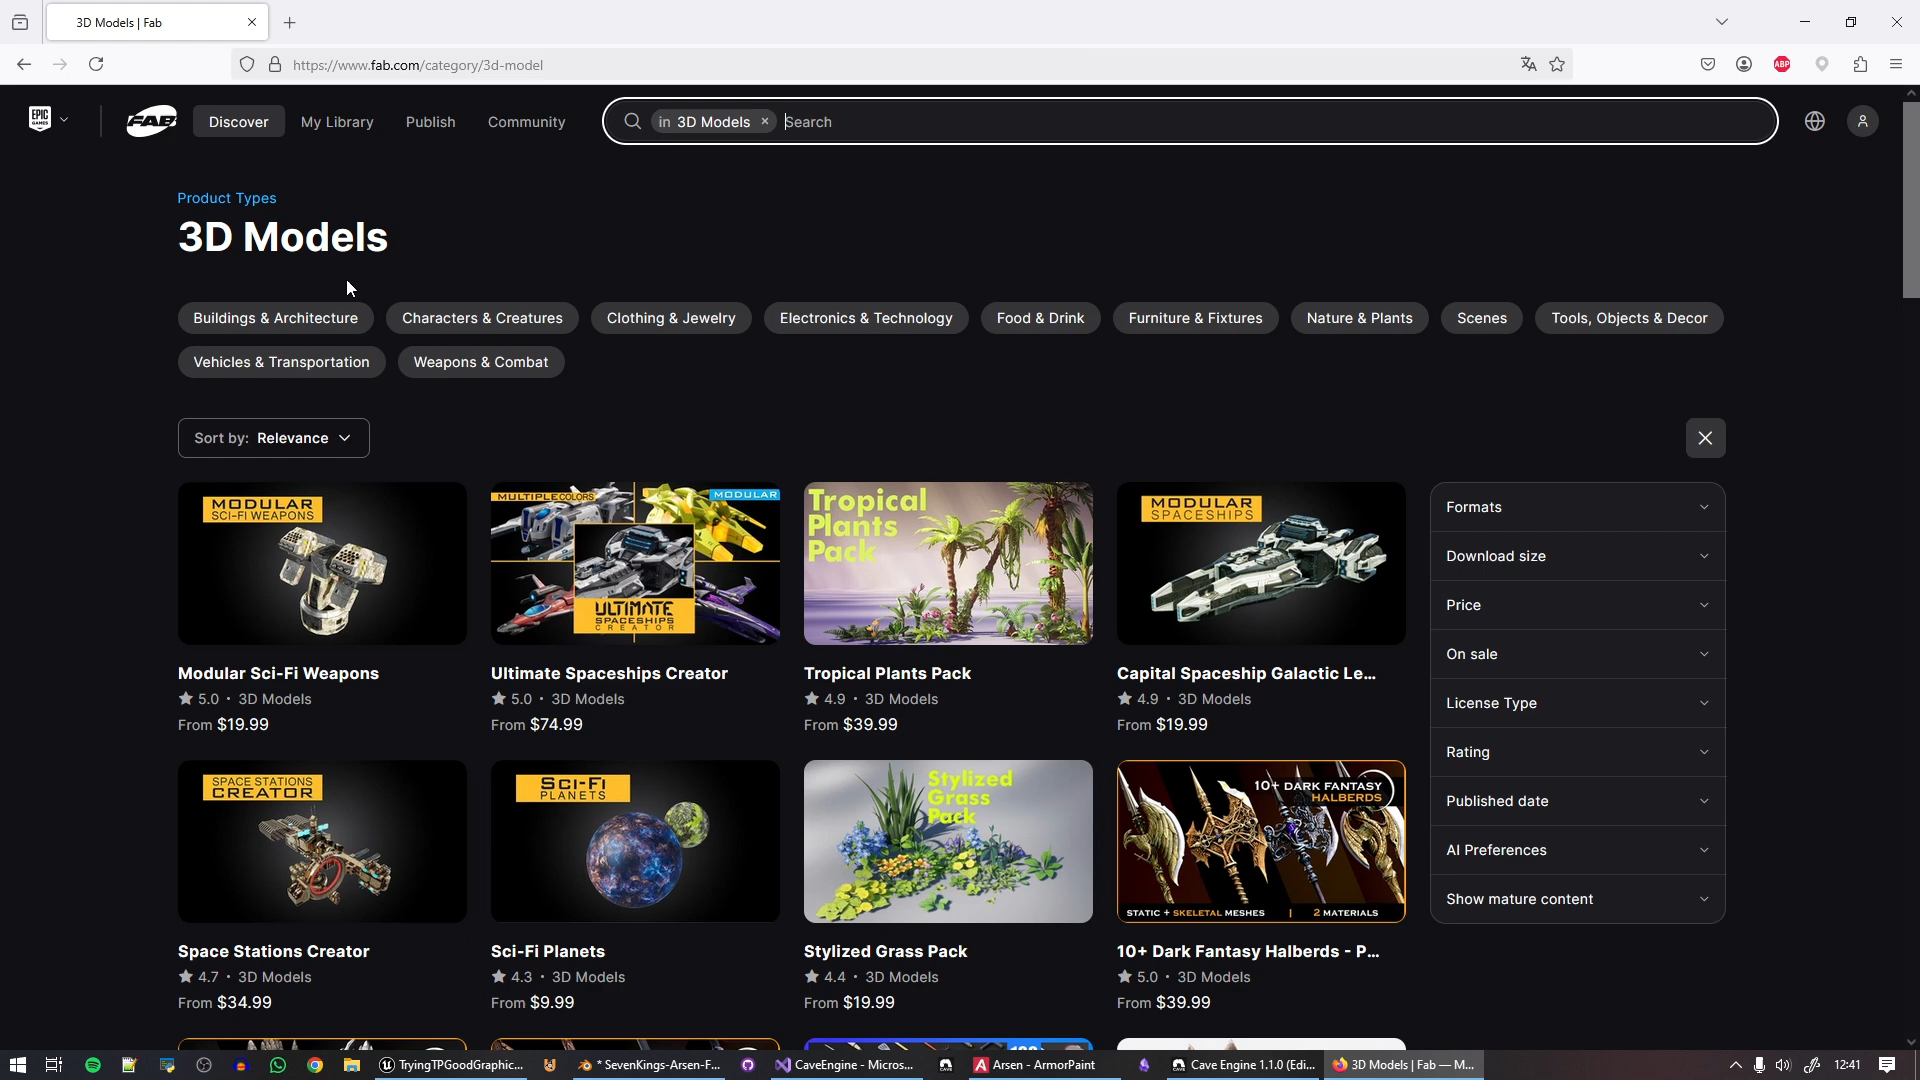 3D Models | Fab
https://www.fab.com/category/3d-model
ABP
EPIC GAMES
FAB
Discover
My Library
Publish
Community
in 3D Models
Search
Product Types
3D Models
Buildings & Architecture
Characters & Creatures
Clothing & Jewelry
Electronics & Technology
Food & Drink
Furniture & Fixtures
Nature & Plants
Scenes
Tools, Objects & Decor
Vehicles & Transportation
Weapons & Combat
Sort by: Relevance
MODULAR
SCI-FI WEAPONS
MULTIPLE COLORS
MODULAR
ULTIMATE
SPACESHIPS
CREATOR
Tropical
Plants
Pack
MODULAR
SPACESHIPS
Modular Sci-Fi Weapons
5.0 · 3D Models
From $19.99
Ultimate Spaceships Creator
5.0 · 3D Models
From $74.99
Tropical Plants Pack
4.9 · 3D Models
From $39.99
Capital Spaceship Galactic Le...
4.9 · 3D Models
From $19.99
SPACE STATIONS
CREATOR
SCI-FI
PLANETS
Stylized
Grass
Pack
10+ DARK FANTASY
HALBERDS
STATIC + SKELETAL MESHES | 2 MATERIALS
Space Stations Creator
4.7 · 3D Models
From $34.99
Sci-Fi Planets
4.3 · 3D Models
From $9.99
Stylized Grass Pack
4.4 · 3D Models
From $19.99
10+ Dark Fantasy Halberds - P...
5.0 · 3D Models
From $39.99
Formats
Download size
Price
On sale
License Type
Rating
Published date
AI Preferences
Show mature content
TryingTPGoodGraphic...
* SevenKings-Arsen-F...
CaveEngine - Micros...
Arsen - ArmorPaint
Cave Engine 1.1.0 (Edi...
3D Models | Fab — M...
12:41